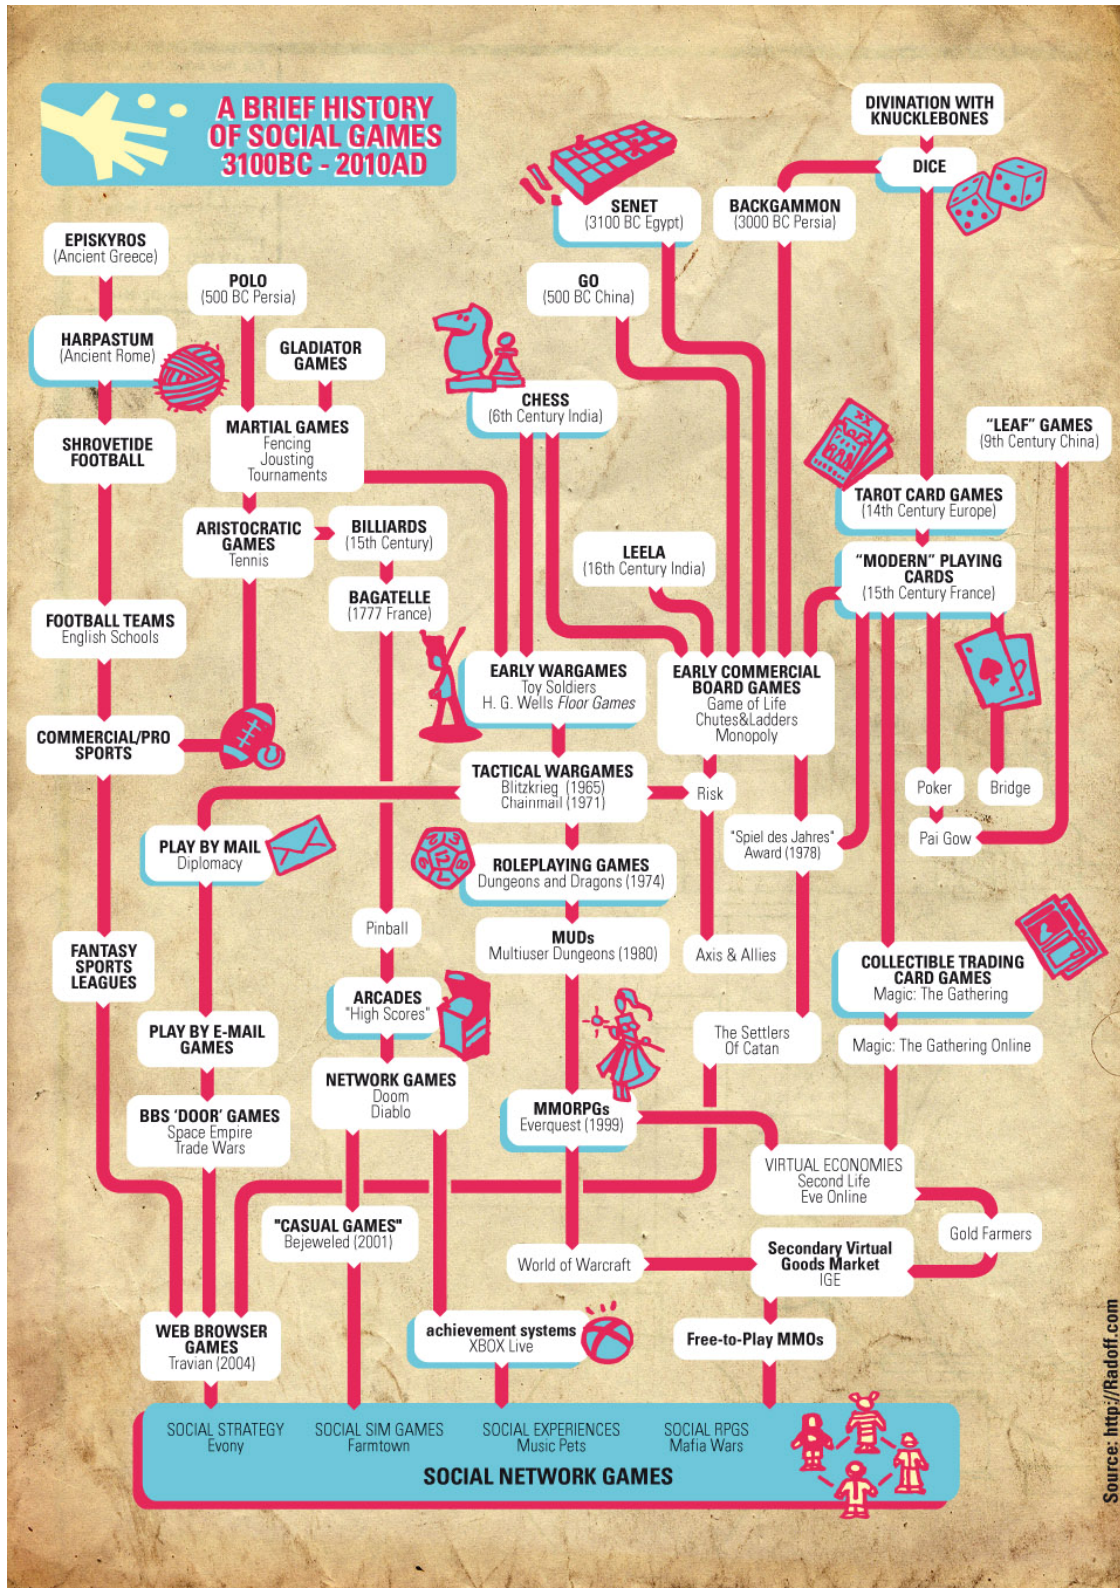 A BRIEF HISTORY
OF SOCIAL GAMES
3100BC - 2010AD
DIVINATION WITH
KNUCKLEBONES
DICE
SENET
(3100 BC Egypt)
BACKGAMMON
(3000 BC Persia)
EPISKYROS
(Ancient Greece)
POLO
(500 BC Persia)
GO
(500 BC China)
HARPASTUM
(Ancient Rome)
GLADIATOR
GAMES
CHESS
(6th Century India)
"LEAF" GAMES
(9th Century China)
SHROVETIDE
FOOTBALL
MARTIAL GAMES
Fencing
Jousting
Tournaments
TAROT CARD GAMES
(14th Century Europe)
ARISTOCRATIC
GAMES
Tennis
BILLIARDS
(15th Century)
LEELA
(16th Century India)
"MODERN" PLAYING
CARDS
(15th Century France)
BAGATELLE
(1777 France)
FOOTBALL TEAMS
English Schools
EARLY WARGAMES
Toy Soldiers
H. G. Wells Floor Games
EARLY COMMERCIAL
BOARD GAMES
Game of Life
Chutes&Ladders
Monopoly
COMMERCIAL/PRO
SPORTS
TACTICAL WARGAMES
Blitzkrieg (1965)
Chainmail (1971)
Risk
Poker
Bridge
PLAY BY MAIL
Diplomacy
"Spiel des Jahres"
Award (1978)
Pai Gow
ROLEPLAYING GAMES
Dungeons and Dragons (1974)
Pinball
MUDs
Multiuser Dungeons (1980)
Axis & Allies
FANTASY
SPORTS
LEAGUES
COLLECTIBLE TRADING
CARD GAMES
Magic: The Gathering
ARCADES
"High Scores"
PLAY BY E-MAIL
GAMES
The Settlers
Of Catan
Magic: The Gathering Online
NETWORK GAMES
Doom
Diablo
BBS 'DOOR' GAMES
Space Empire
Trade Wars
MMORPGs
Everquest (1999)
VIRTUAL ECONOMIES
Second Life
Eve Online
"CASUAL GAMES"
Bejeweled (2001)
Gold Farmers
World of Warcraft
Secondary Virtual
Goods Market
IGE
WEB BROWSER
GAMES
Travian (2004)
achievement systems
XBOX Live
Free-to-Play MMOs
SOCIAL STRATEGY
Evony
SOCIAL SIM GAMES
Farmtown
SOCIAL EXPERIENCES
Music Pets
SOCIAL RPGS
Mafia Wars
SOCIAL NETWORK GAMES
Source: http://Radoff.com